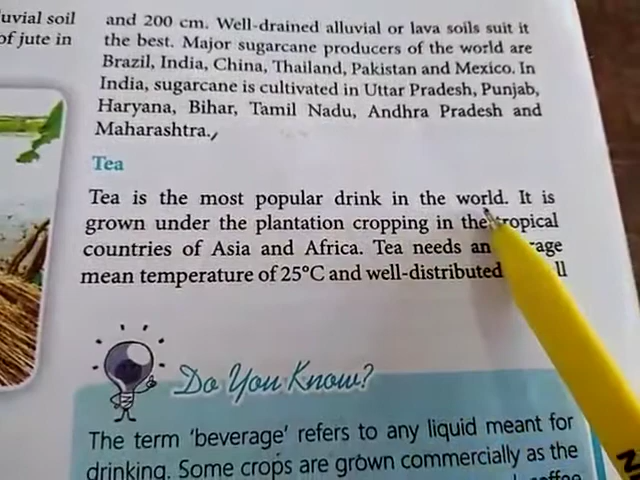 uvial soil
of jute in
and 200 cm. Well-drained alluvial or lava soils suit it
the best. Major sugarcane producers of the world are
Brazil, India, China, Thailand, Pakistan and Mexico. In
India, sugarcane is cultivated in Uttar Pradesh, Punjab,
Haryana, Bihar, Tamil Nadu, Andhra Pradesh and
Maharashtra.
Tea
Tea is the most popular drink in the world. It is
grown under the plantation cropping in the tropical
countries of Asia and Africa. Tea needs an rage
mean temperature of 25°C and well-distributed ll
Do You Know?
The term 'beverage' refers to any liquid meant for
drinking. Some crops are grown commercially as the
coffee